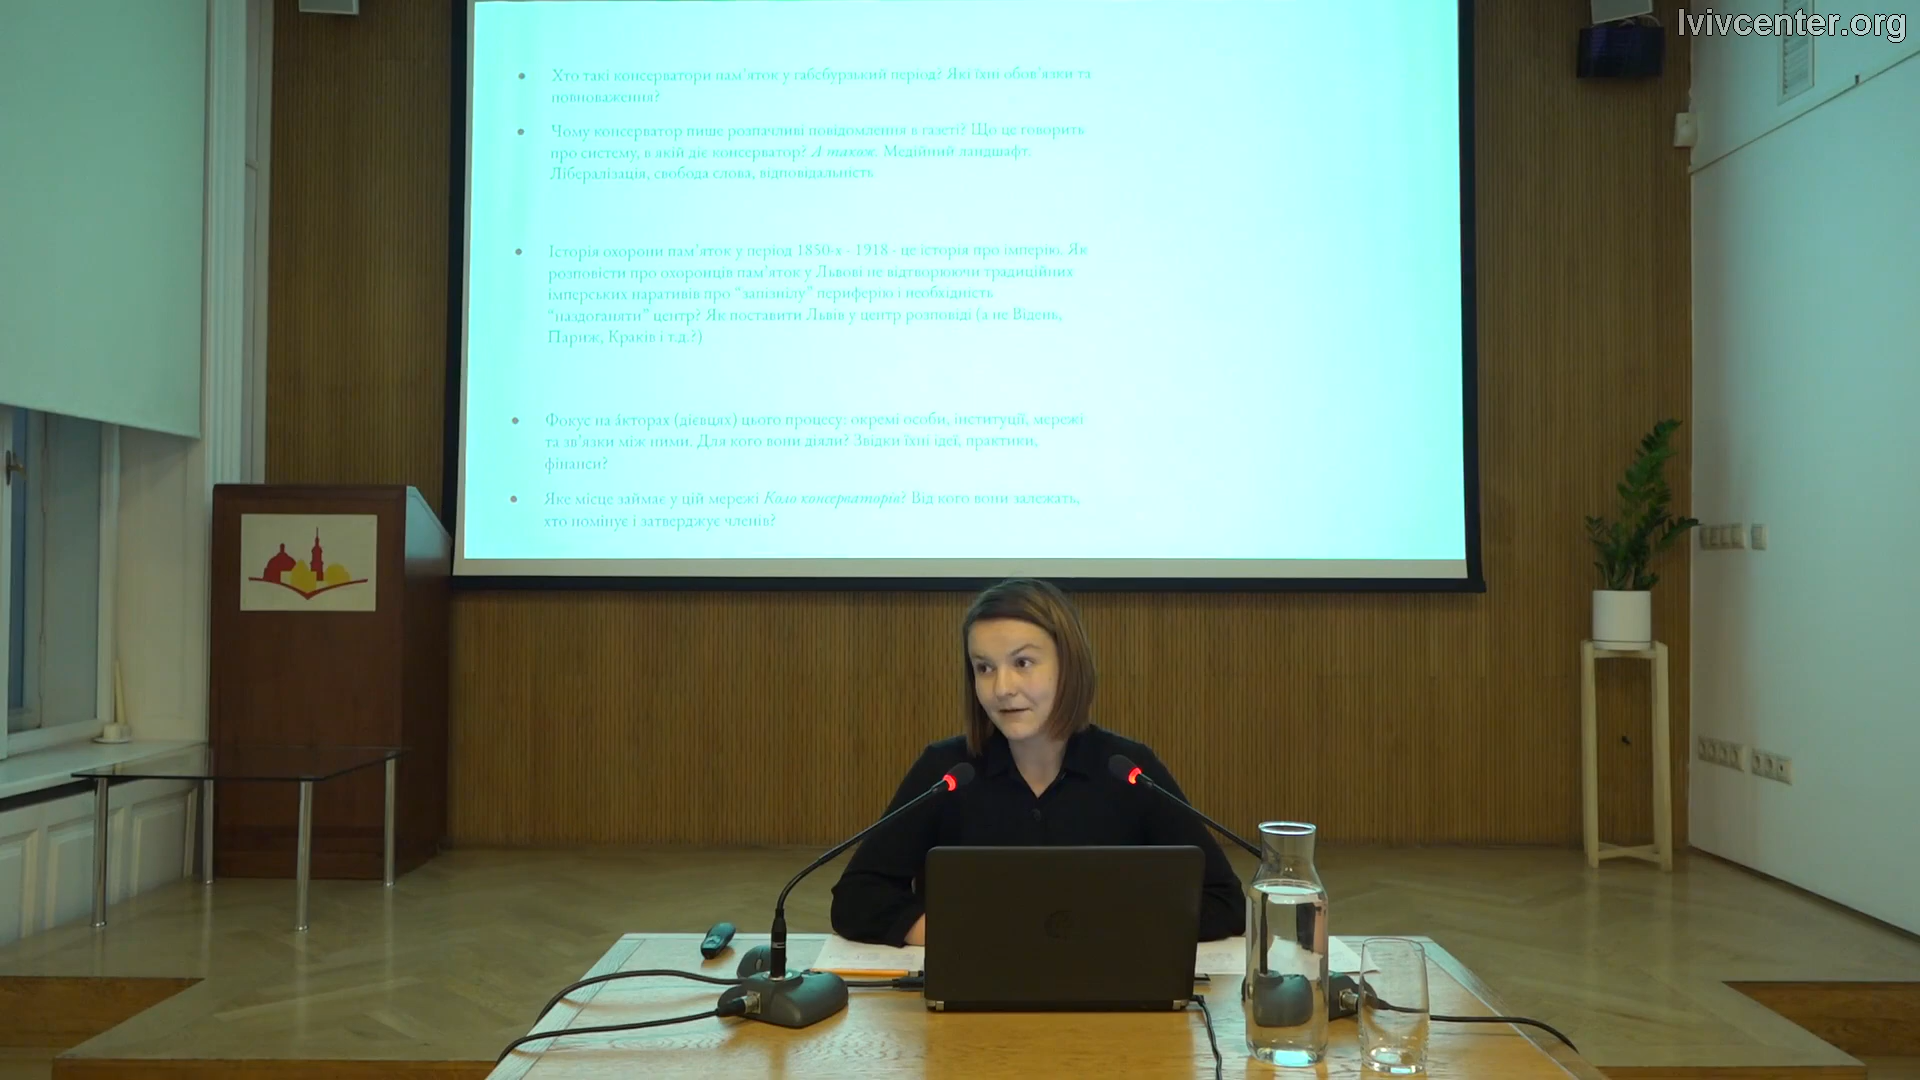 lvivcenter.org
Хто такі консерватори пам'яток у габсбурзький період? Які їхні обов'язки та
повноваження?
Чому консерватор пише розпачливі повідомлення в газеті? Що це говорить
про систему, в якій діє консерватор? А також. Медійний ландшафт.
Лібералізація, свобода слова, відповідальність
Історія охорони пам'яток у період 1850-х - 1918 - це історія про імперію. Як
розповісти про охоронців пам'яток у Львові не відтворюючи традиційних
імперських наративів про “запізнілу” периферію і необхідність
“наздоганяти” центр? Як поставити Львів у центр розповіді (а не Відень,
Париж, Краків і т.д.?)
Фокус на а́кторах (дієвцях) цього процесу: окремі особи, інституції, мережі
та зв'язки між ними. Для кого вони діяли? Звідки їхні ідеї, практики,
фінанси?
Яке місце займає у цій мережі Коло консерваторів? Від кого вони залежать,
хто номінує і затверджує членів?